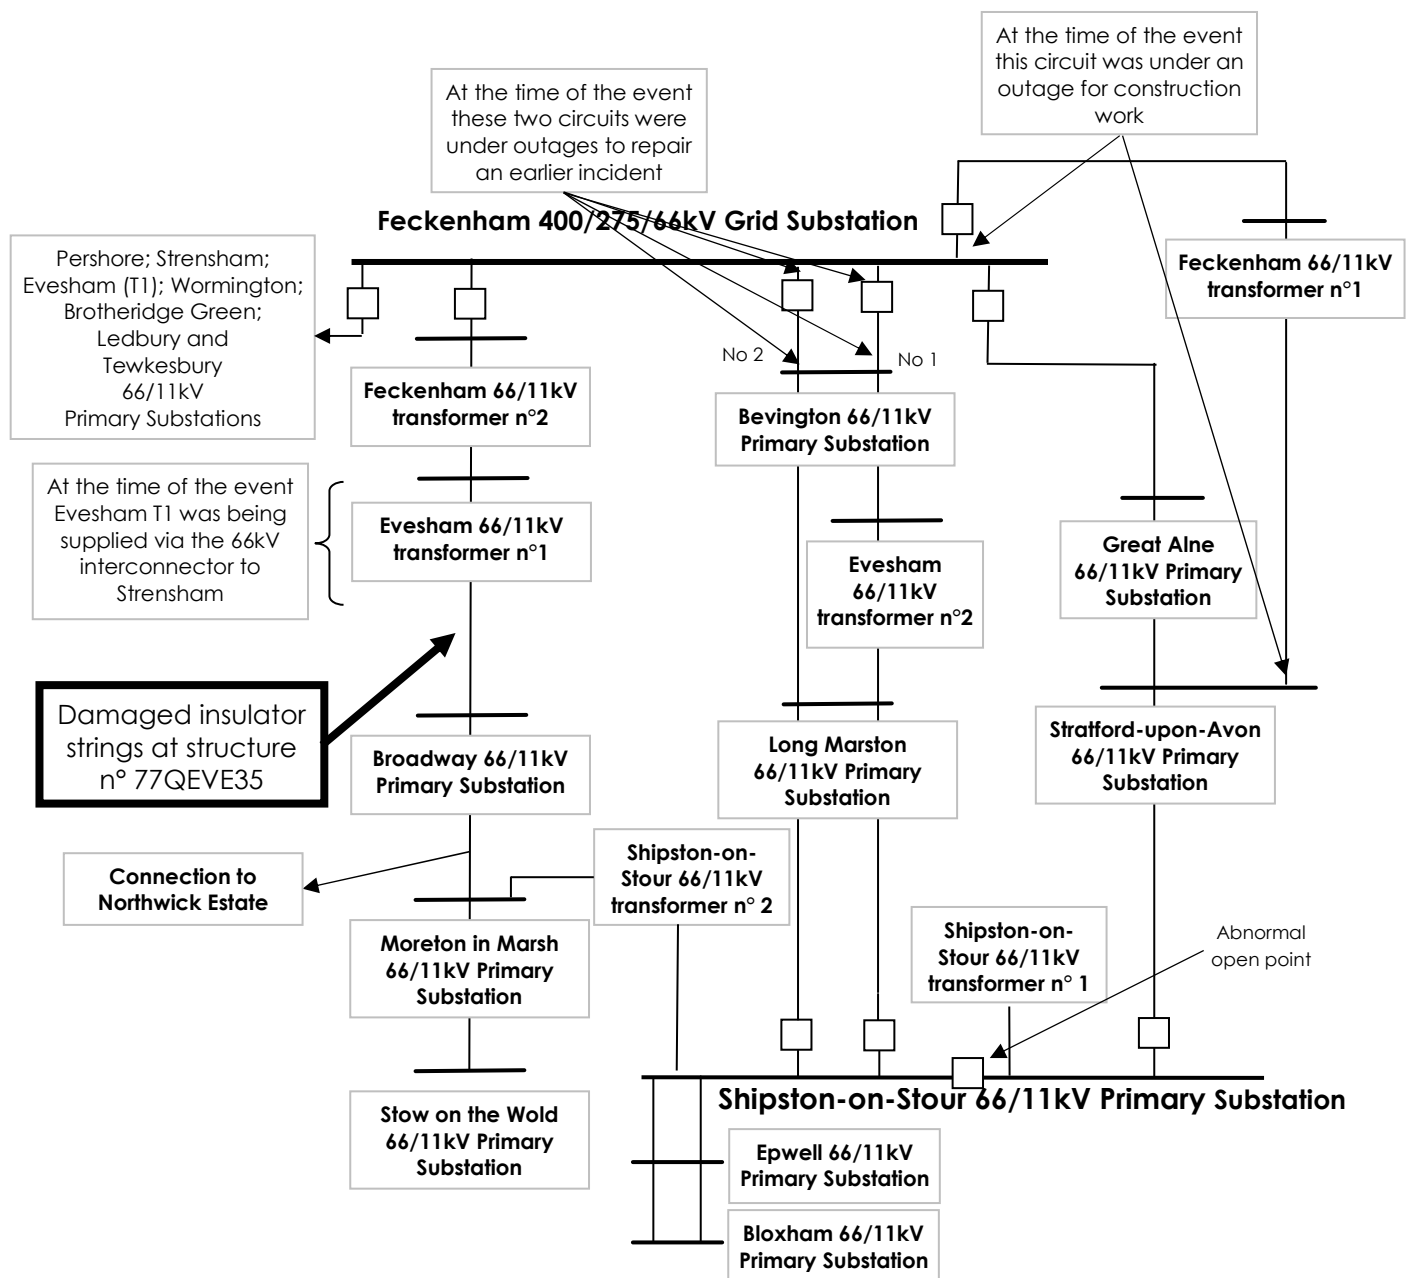 At the time of the event
this circuit was under an
outage for construction
work
At the time of the event
these two circuits were
under outages to repair
an earlier incident
Feckenham 400/275/66kV Grid Substation
Pershore; Strensham;
Evesham (T1); Wormington;
Brotheridge Green;
Ledbury and
Tewkesbury
66/11kV
Primary Substations
Feckenham 66/11kV
transformer n°1
No 2
No 1
Feckenham 66/11kV
transformer n°2
Bevington 66/11kV
Primary Substation
At the time of the event
Evesham T1 was being
supplied via the 66kV
interconnector to
Strensham
Evesham 66/11kV
transformer n°1
Evesham
66/11kV
transformer n°2
Great Alne
66/11kV Primary
Substation
Damaged insulator
strings at structure
n° 77QEVE35
Broadway 66/11kV
Primary Substation
Long Marston
66/11kV Primary
Substation
Stratford-upon-Avon
66/11kV Primary
Substation
Connection to
Northwick Estate
Shipston-on-
Stour 66/11kV
transformer n° 2
Moreton in Marsh
66/11kV Primary
Substation
Shipston-on-
Stour 66/11kV
transformer n° 1
Abnormal
open point
Stow on the Wold
66/11kV Primary
Substation
Shipston-on-Stour 66/11kV Primary Substation
Epwell 66/11kV
Primary Substation
Bloxham 66/11kV
Primary Substation